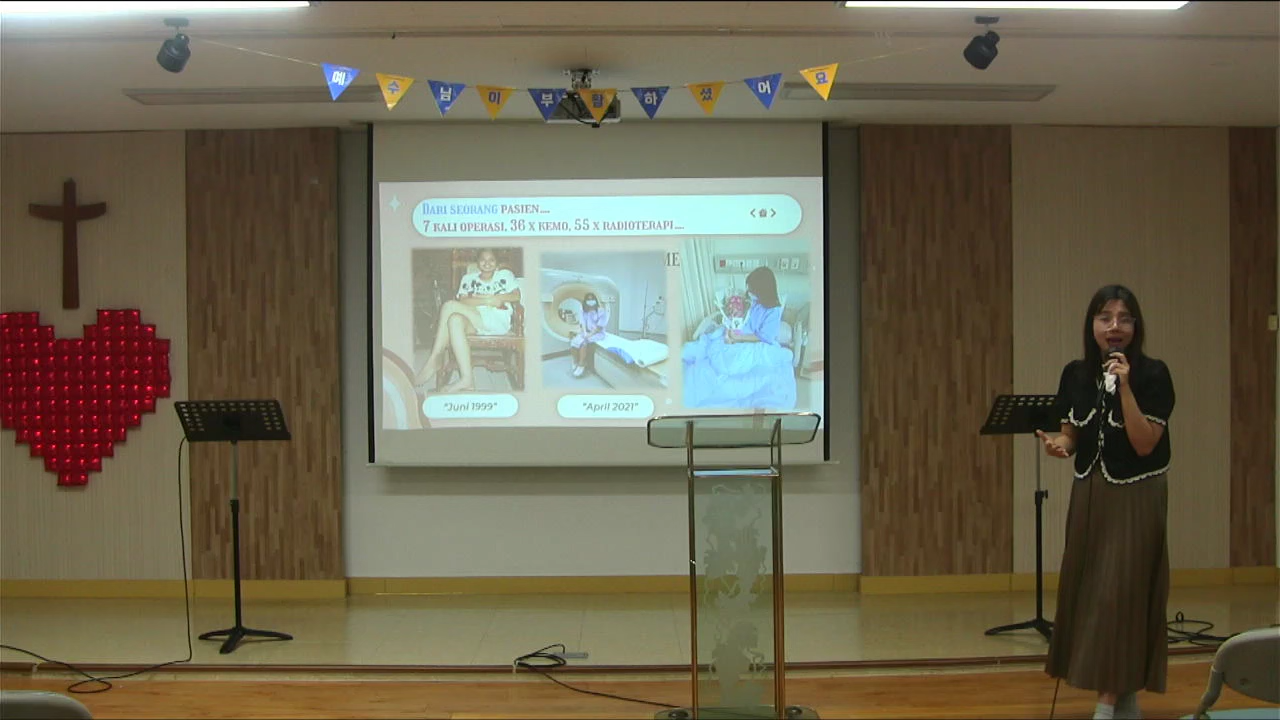 예수님이 부활하셨어요
DARI SEORANG PASIEN....
7 KALI OPERASI, 36 X KEMO, 55 X RADIOTERAPI....
ME
"Juni 1999"
"April 2021"